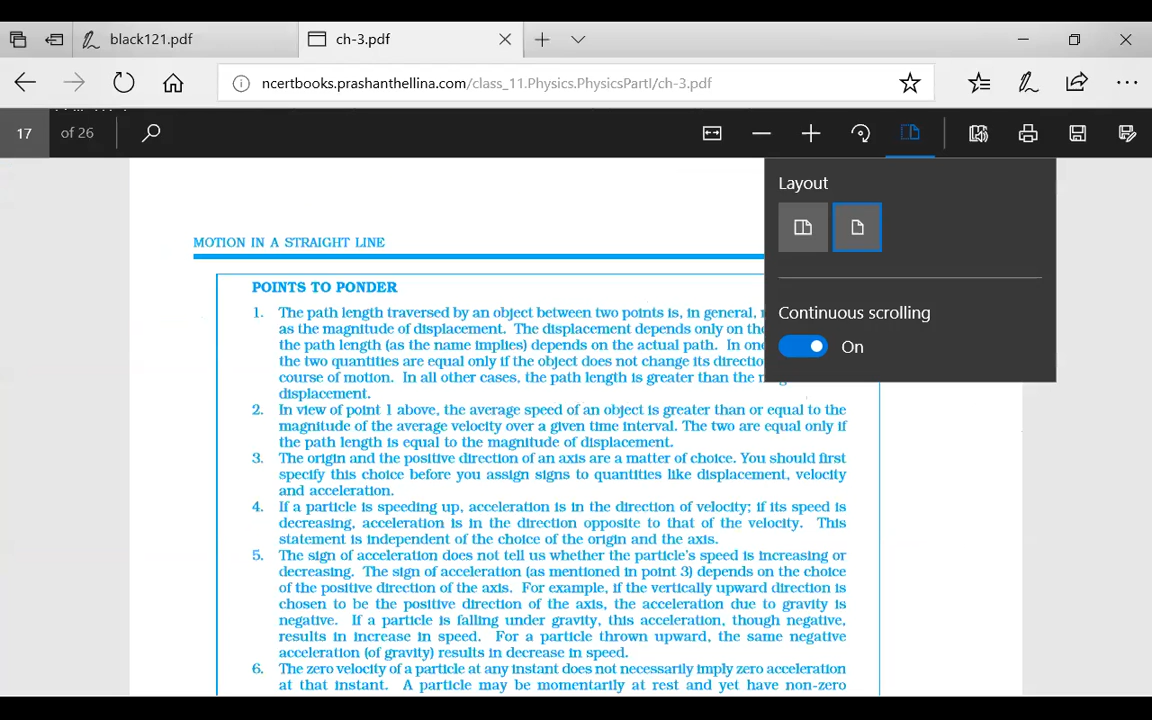 black121.pdf
ch-3.pdf
ncertbooks.prashanthellina.com/class_11.Physics.PhysicsPartI/ch-3.pdf
17 of 26
Layout
Continuous scrolling
On
MOTION IN A STRAIGHT LINE
POINTS TO PONDER
1. The path length traversed by an object between two points is, in general,
as the magnitude of displacement. The displacement depends only on the
the path length (as the name implies) depends on the actual path. In
the two quantities are equal only if the object does not change its
course of motion. In all other cases, the path length is greater than the
displacement.
2. In view of point 1 above, the average speed of an object is greater than or equal to the
magnitude of the average velocity over a given time interval. The two are equal only if
the path length is equal to the magnitude of displacement.
3. The origin and the positive direction of an axis are a matter of choice. You should first
specify this choice before you assign signs to quantities like displacement, velocity
and acceleration.
4. If a particle is speeding up, acceleration is in the direction of velocity; if its speed is
decreasing, acceleration is in the direction opposite to that of the velocity. This
statement is independent of the choice of the origin and the axis.
5. The sign of acceleration does not tell us whether the particle's speed is increasing or
decreasing. The sign of acceleration (as mentioned in point 3) depends on the choice
of the positive direction of the axis. For example, if the vertically upward direction is
chosen to be the positive direction of the axis, the acceleration due to gravity is
negative. If a particle is falling under gravity, this acceleration, though negative,
results in increase in speed. For a particle thrown upward, the same negative
acceleration (of gravity) results in decrease in speed.
6. The zero velocity of a particle at any instant does not necessarily imply zero acceleration
at that instant. A particle may be momentarily at rest and yet have non-zero